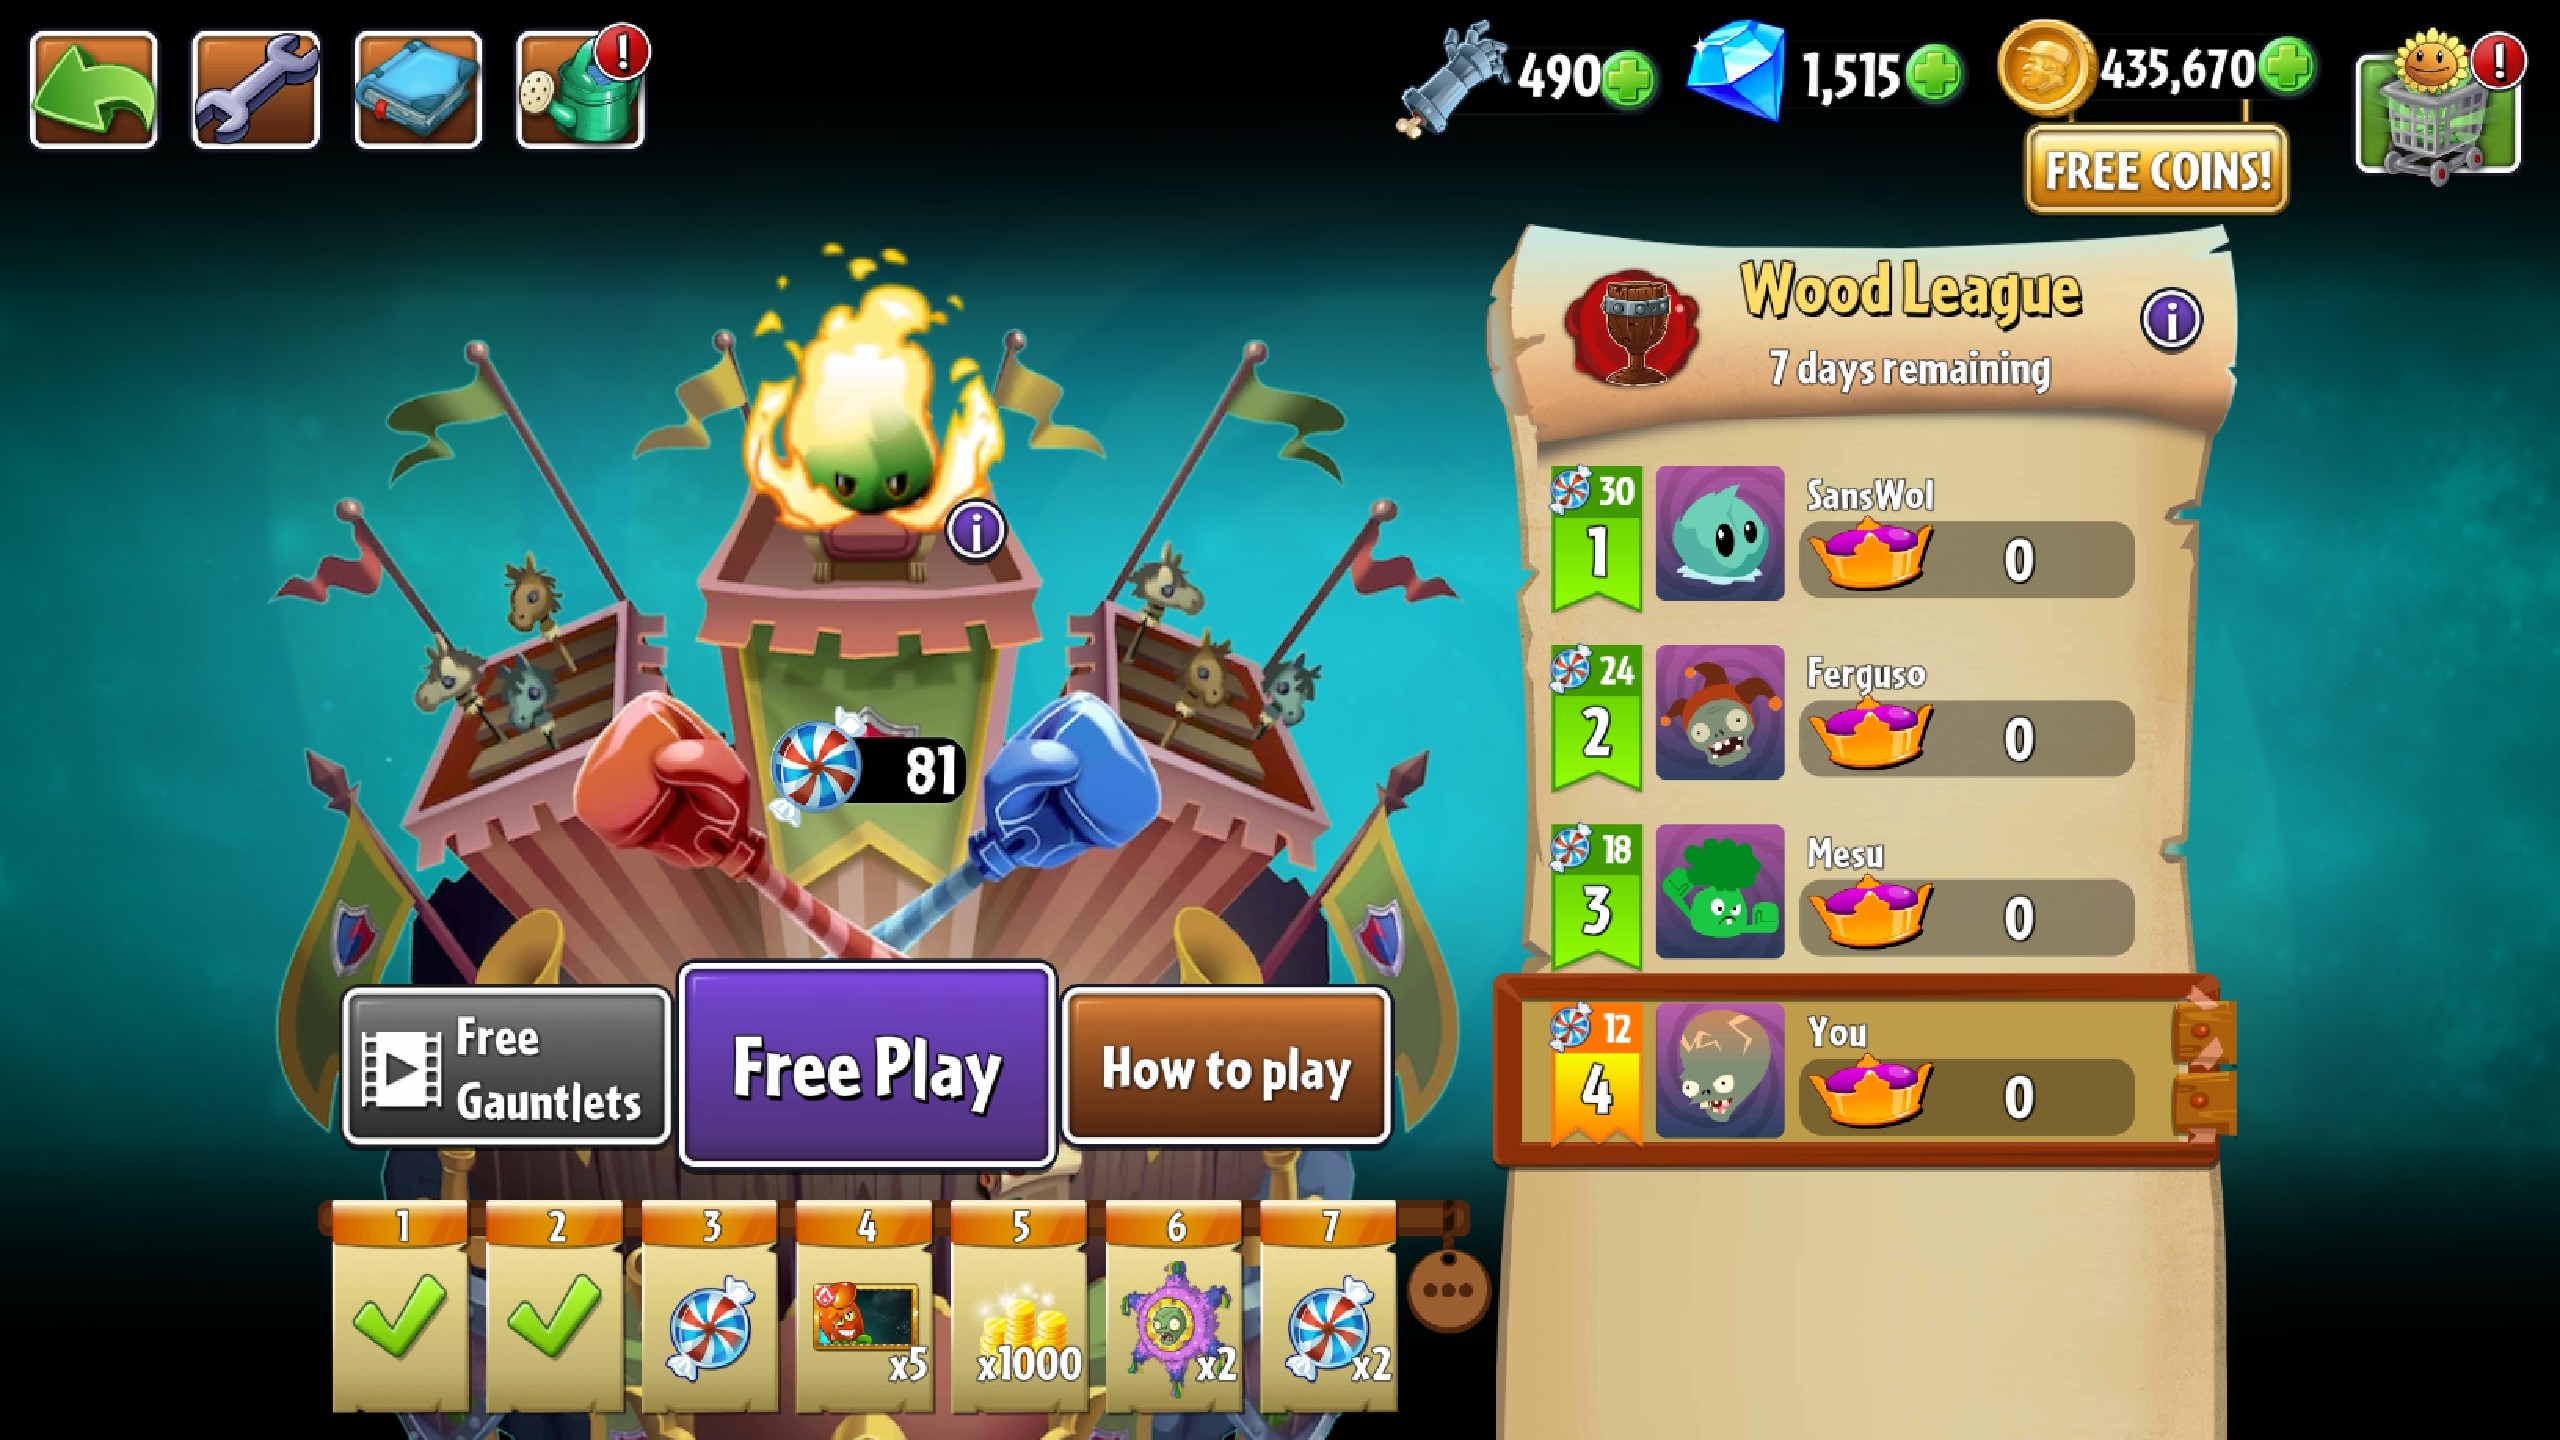 !
490
1,515
435,670
!
FREE COINS!
Wood League
7 days remaining
i
i
30
1
SansWol
0
24
2
Ferguso
0
81
18
3
Mesu
0
12
4
You
0
Free
Gauntlets
Free Play
How to play
1
2
3
4
5
6
7
x5
x1000
x2
x2